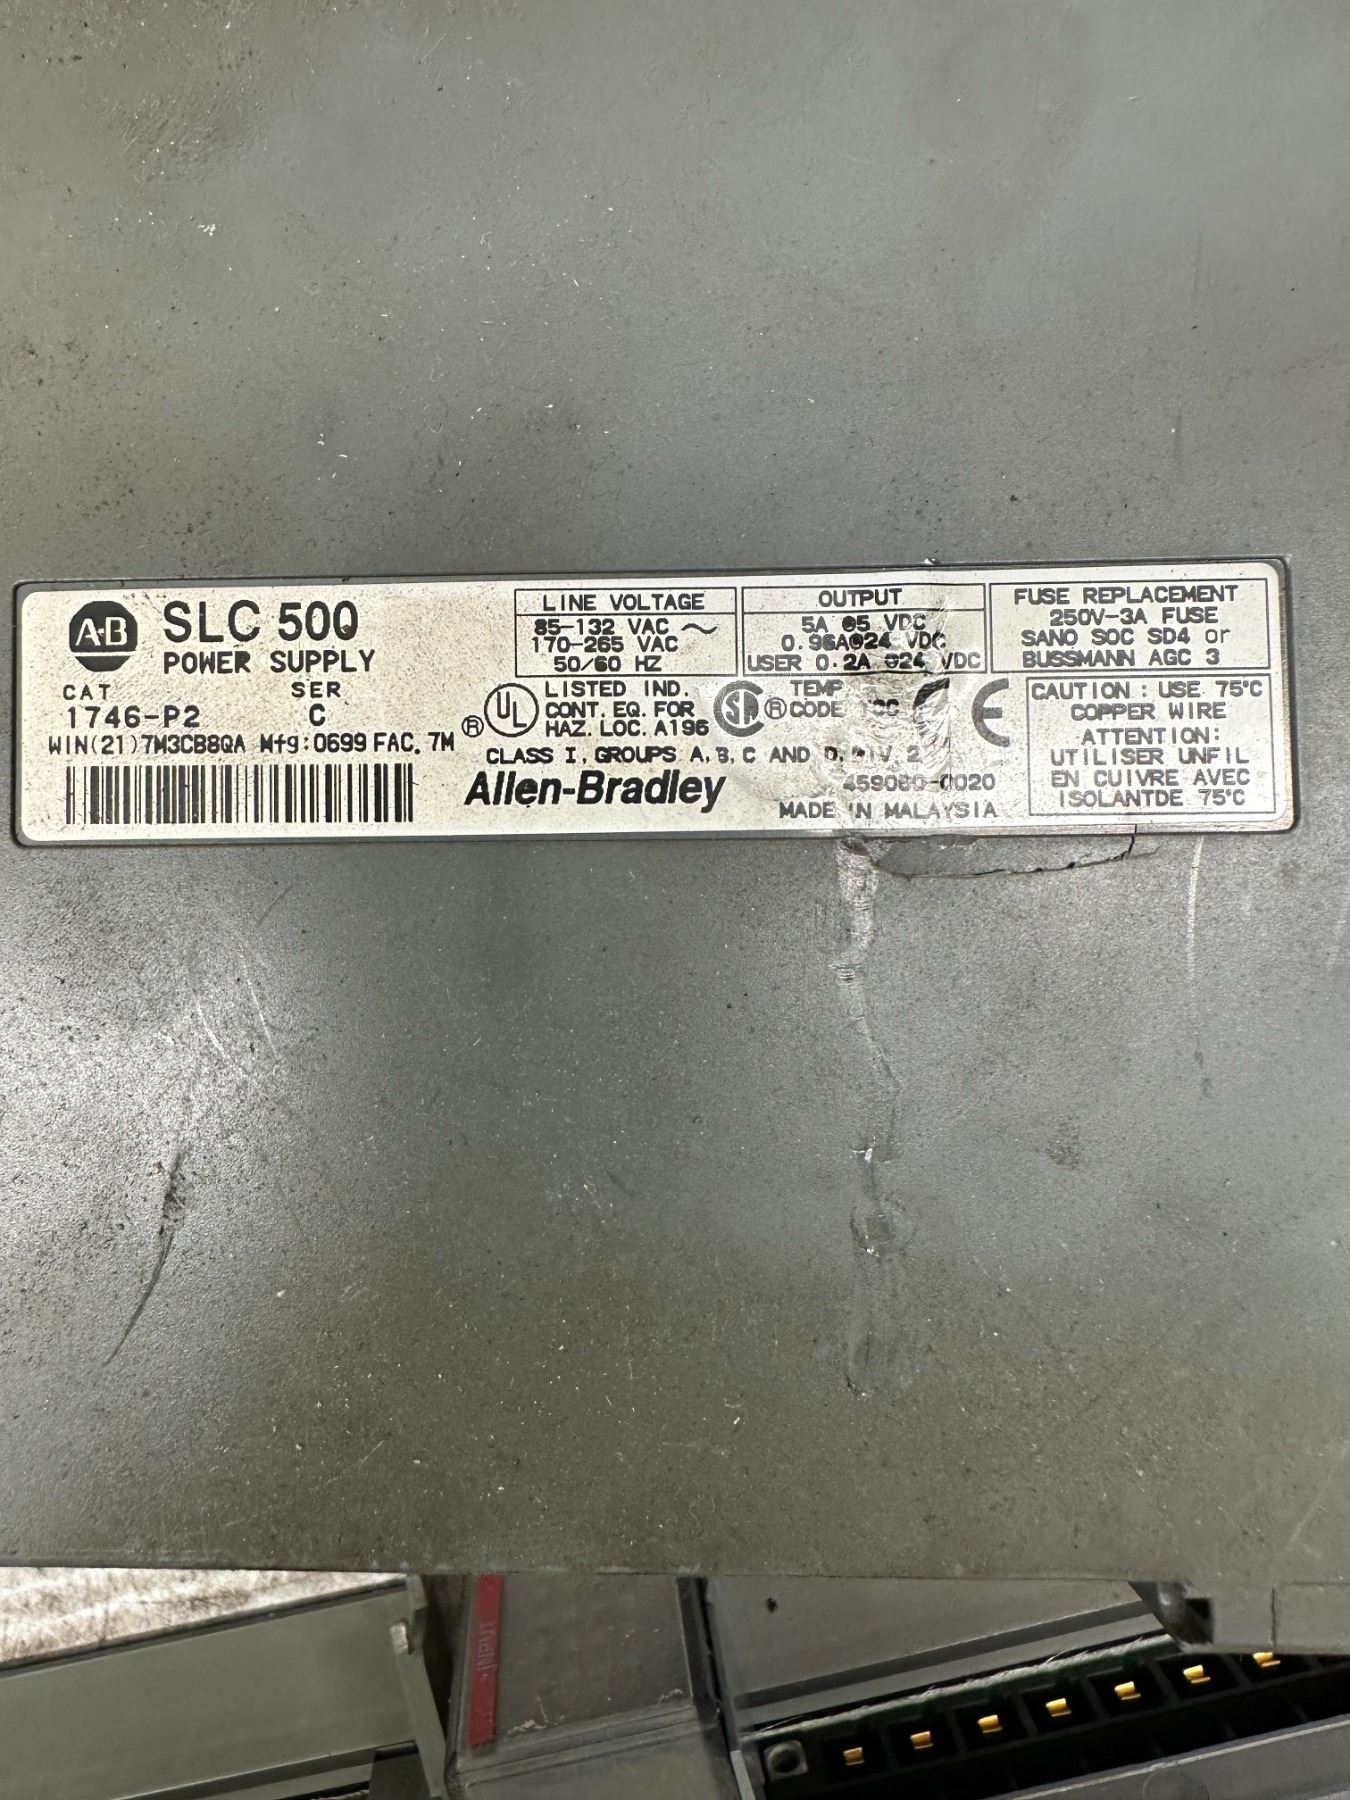 A-B SLC 500
POWER SUPPLY
CAT SER
1746-P2 C
WIN(21)7M3CB8QA Mfg:0699 FAC. 7M
LINE VOLTAGE
85-132 VAC ~
170-265 VAC
50/60 HZ
OUTPUT
5A @5 VDC
0.96A@24 VDC
USER 0.2A @24 VDC
FUSE REPLACEMENT
250V-3A FUSE
SANO SOC SD4 or
BUSSMANN AGC 3
® UL LISTED IND.
CONT. EQ. FOR
HAZ. LOC. A196
® TEMP
CODE
CE
CLASS I, GROUPS A, B, C AND D, 2
Allen-Bradley
MADE IN MALAYSIA
CAUTION : USE 75°C
COPPER WIRE
ATTENTION:
UTILISER UNFIL
EN CUIVRE AVEC
ISOLANTDE 75°C
INPUT